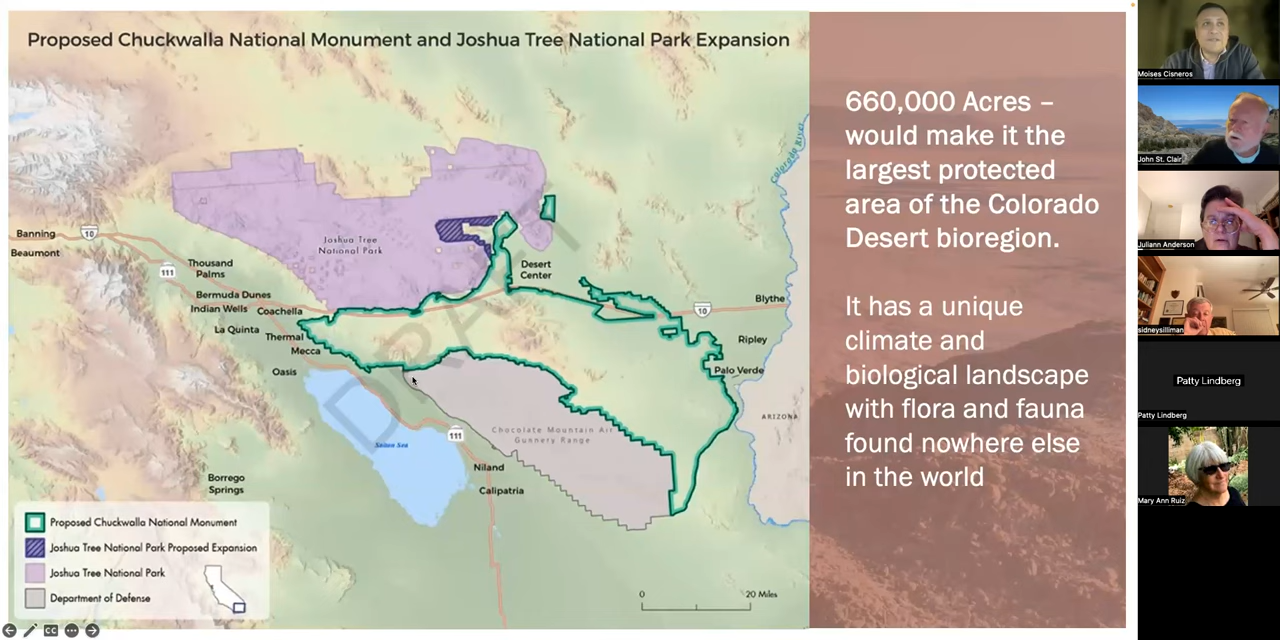 Proposed Chuckwalla National Monument and Joshua Tree National Park Expansion
Colorado River
Banning
10
Beaumont
111
Thousand
Palms
Joshua Tree
National Park
Desert
Center
Bermuda Dunes
Indian Wells
Coachella
La Quinta
Thermal
Mecca
Oasis
10
Blythe
Ripley
Palo Verde
ARIZONA
Chocolate Mountain Air
Gunnery Range
Salton Sea
111
Niland
Calipatria
Borrego
Springs
DRAFT
Proposed Chuckwalla National Monument
Joshua Tree National Park Proposed Expansion
Joshua Tree National Park
Department of Defense
0 20 Miles
660,000 Acres –
would make it the
largest protected
area of the Colorado
Desert bioregion.
It has a unique
climate and
biological landscape
with flora and fauna
found nowhere else
in the world
Moises Cisneros
John St. Clair
Juliann Anderson
sidneysilliman
Patty Lindberg
Patty Lindberg
Mary Ann Ruiz
CC